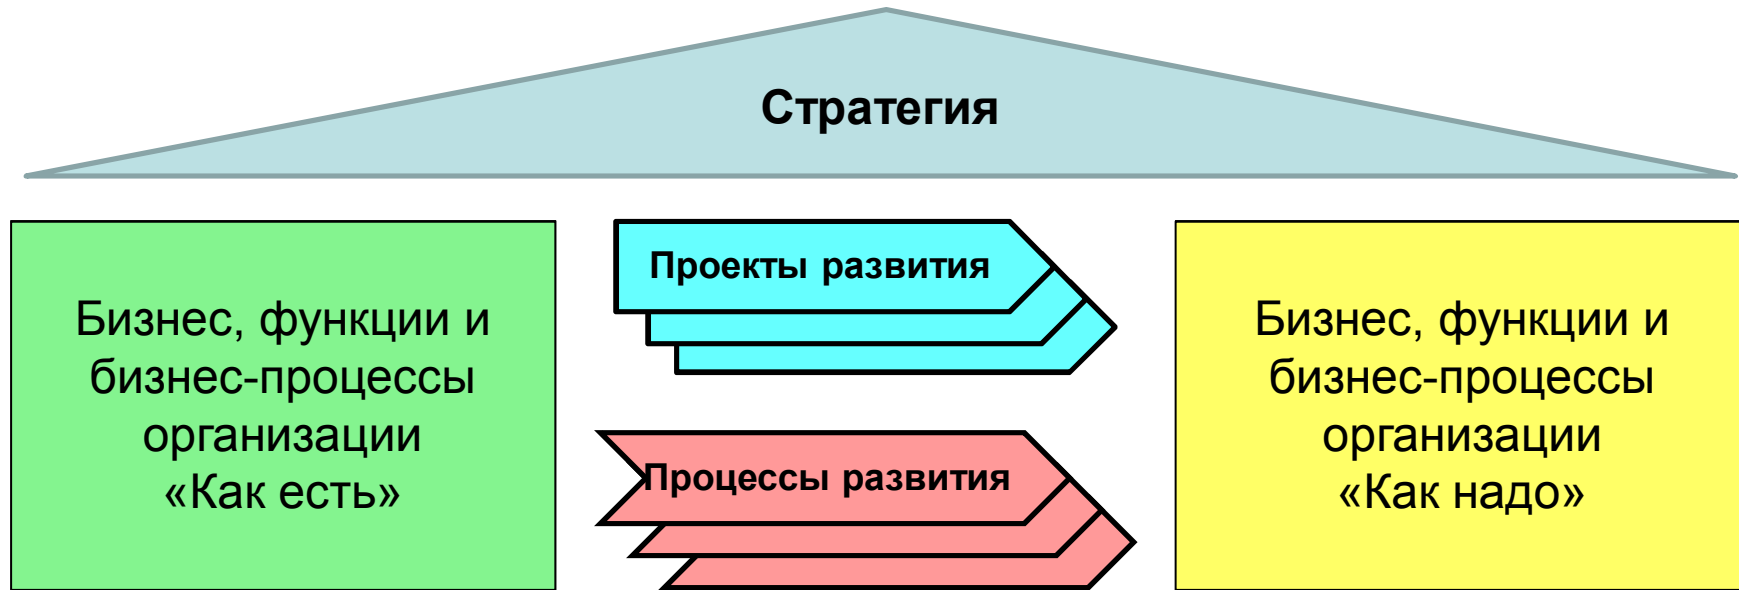 Стратегия
Бизнес, функции и
бизнес-процессы
организации
«Как есть»
Проекты развития
Процессы развития
Бизнес, функции и
бизнес-процессы
организации
«Как надо»